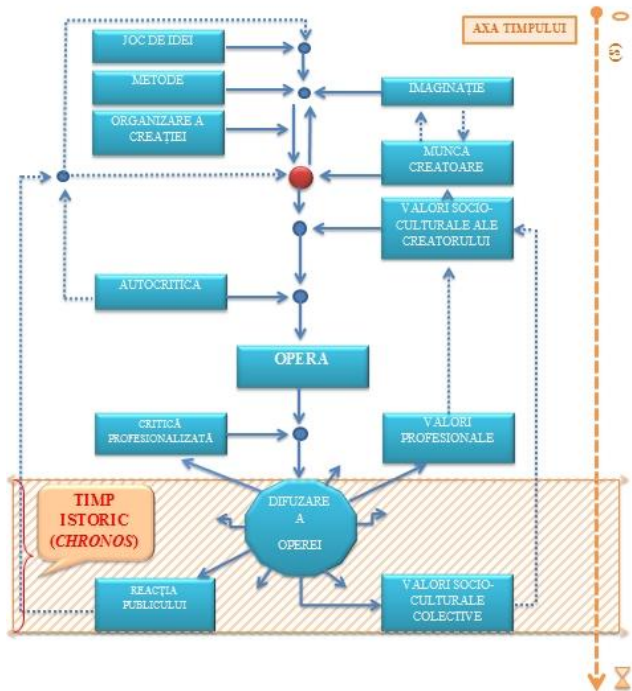 JOC DE IDEI
AXA TIMPULUI
0
(s)
METODE
IMAGINAȚIE
ORGANIZARE A
CREAȚIEI
MUNCA
CREATOARE
VALORI SOCIO-
CULTURALE ALE
CREATORULUI
AUTOCRITICA
OPERA
CRITICĂ
PROFESIONALIZATĂ
VALORI
PROFESIONALE
TIMP
ISTORIC
(CHRONOS)
DIFUZARE
A
OPEREI
REACȚIA
PUBLICULUI
VALORI SOCIO-
CULTURALE
COLECTIVE